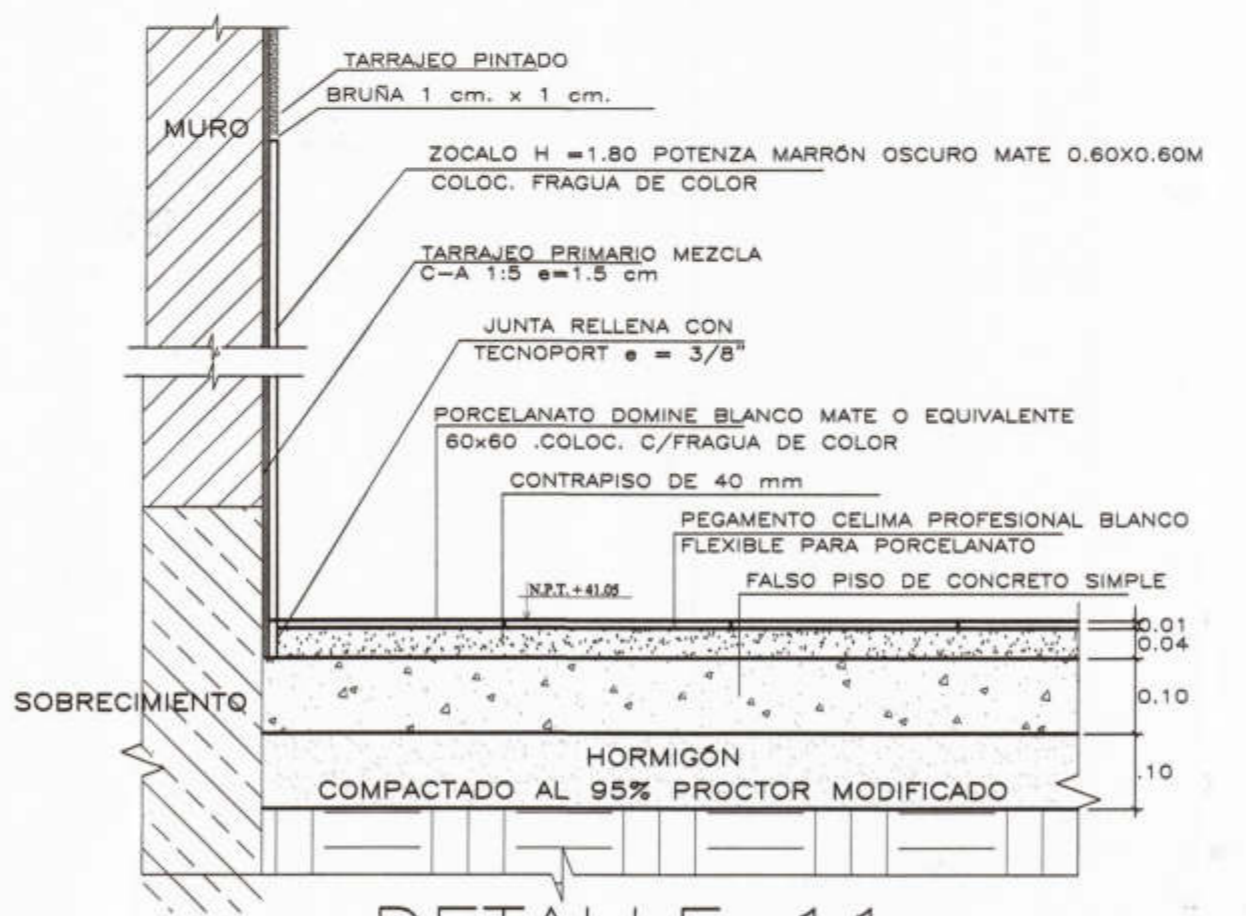 TARRAJEO PINTADO
BRUÑA 1 cm. x 1 cm.
MURO
ZOCALO H =1.80 POTENZA MARRÓN OSCURO MATE 0.60X0.60M
COLOC. FRAGUA DE COLOR
TARRAJEO PRIMARIO MEZCLA
C-A 1:5 e=1.5 cm
JUNTA RELLENA CON
TECNOPORT e = 3/8"
PORCELANATO DOMINE BLANCO MATE O EQUIVALENTE
60x60 .COLOC. C/FRAGUA DE COLOR
CONTRAPISO DE 40 mm
PEGAMENTO CELIMA PROFESIONAL BLANCO
FLEXIBLE PARA PORCELANATO
FALSO PISO DE CONCRETO SIMPLE
N.P.T. + 41.05
0.01
0.04
SOBRECIMIENTO
0.10
HORMIGÓN
.10
COMPACTADO AL 95% PROCTOR MODIFICADO
DETALLE 11